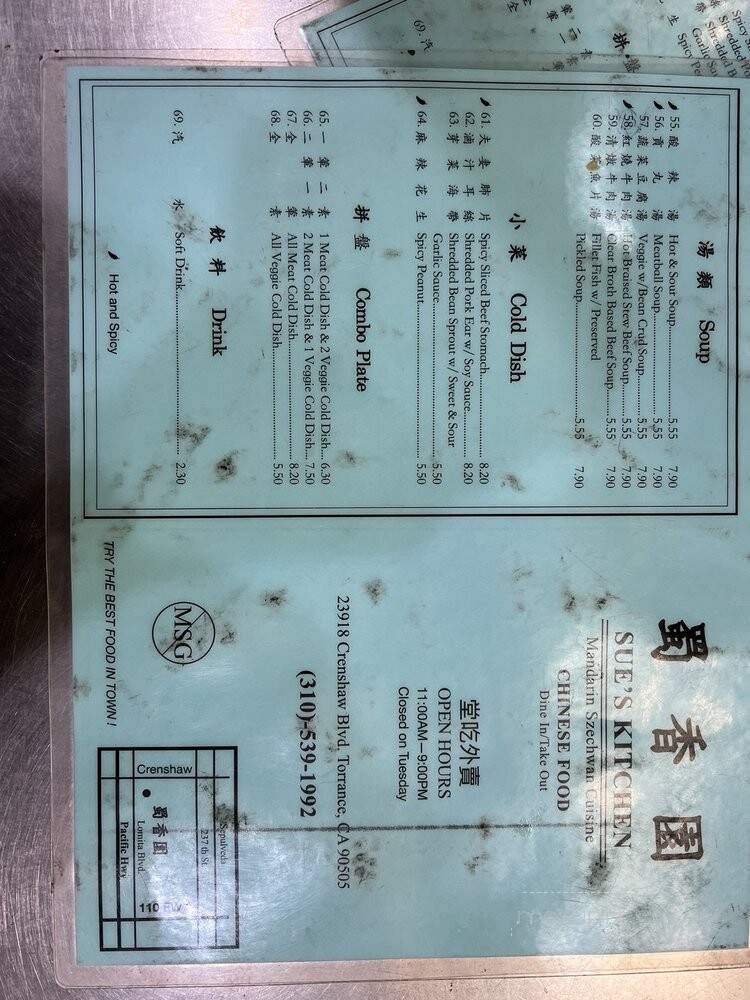 湯類 Soup
55. 酸辣湯 Hot & Sour Soup 5.55 7.90
56. 貢丸湯 Meatball Soup 5.55 7.90
57. 蔬菜豆腐湯 Veggie w/Bean Crud Soup 5.55 7.90
58. 紅燒牛肉湯 Hot Braised Stew Beef Soup 5.55 7.90
59. 清燉牛肉湯 Clear Broth Based Beef Soup 5.55 7.90
60. 酸菜魚片湯 Fillet Fish w/ Preserved
Pickled Soup 5.55 7.90
小菜 Cold Dish
61. 夫妻肺片 Spicy Sliced Beef Stomach 8.20
62. 滷汁耳絲 Shredded Pork Ear w/ Soy Sauce 8.20
63. 芽菜海帶 Shredded Bean Sprout w/ Sweet & Sour
Garlic Sauce 5.50
64. 麻辣花生 Spicy Peanut 5.50
拼盤 Combo Plate
65. 一葷二素 1 Meat Cold Dish & 2 Veggie Cold Dish 6.30
66. 二葷一素 2 Meat Cold Dish & 1 Veggie Cold Dish 7.50
67. 全葷 All Meat Cold Dish 8.20
68. 全素 All Veggie Cold Dish 5.50
飲料 Drink
69. 汽水 Soft Drink 2.30
Hot and Spicy
蜀香園
SUE'S KITCHEN
Mandarin Szechwan Cuisine
CHINESE FOOD
Dine In/Take Out
堂吃外賣
OPEN HOURS
11:00AM—9:00PM
Closed on Tuesday
23918 Crenshaw Blvd, Torrance, CA 90505
(310)-539-1992
MSG
TRY THE BEST FOOD IN TOWN!
Crenshaw
Sepulveda
237th St
蜀香園
Lomita Blvd.
Pacific Hwy
110 FW
69. 汽
拼盤
Spicy Pea